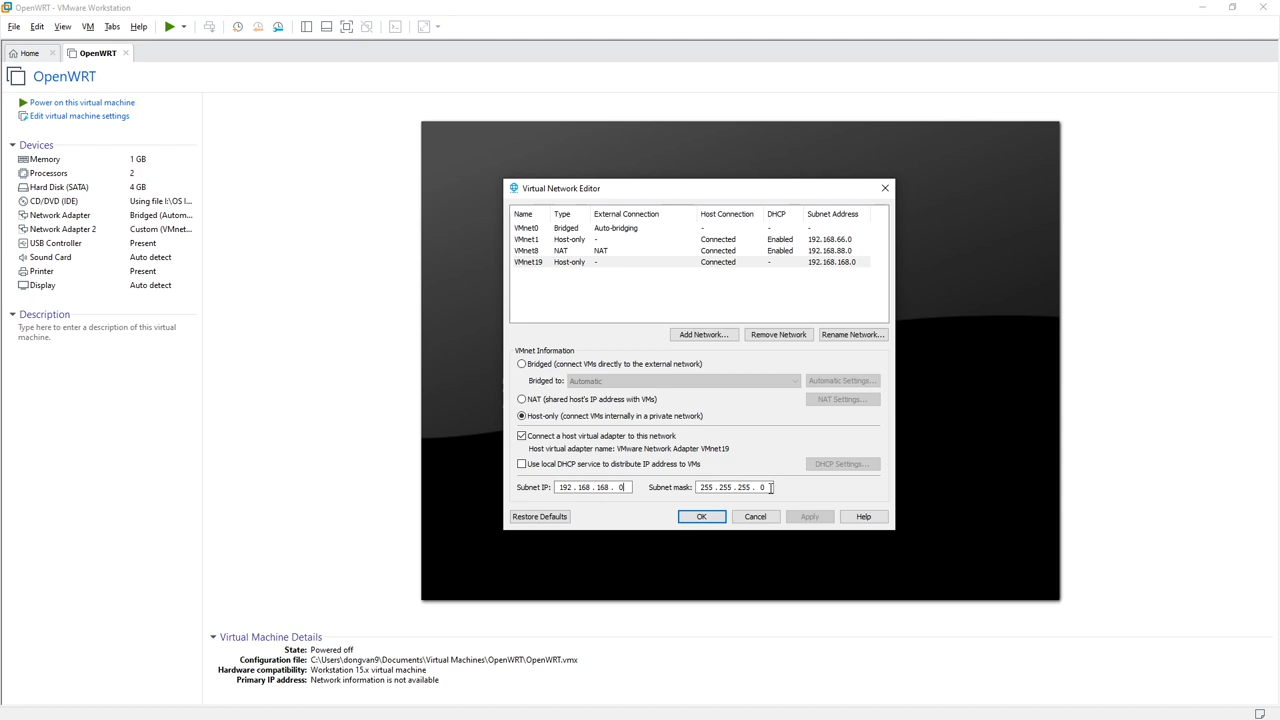 OpenWRT - VMware Workstation
File Edit View VM Tabs Help
Home OpenWRT
OpenWRT
Power on this virtual machine
Edit virtual machine settings
Devices
Memory 1 GB
Processors 2
Hard Disk (SATA) 4 GB
CD/DVD (IDE) Using file I:\OS I...
Network Adapter Bridged (Autom...
Network Adapter 2 Custom (VMnet...
USB Controller Present
Sound Card Auto detect
Printer Present
Display Auto detect
Description
Type here to enter a description of this virtual
machine.
Virtual Network Editor
Name Type External Connection Host Connection DHCP Subnet Address
VMnet0 Bridged Auto-bridging - - -
VMnet1 Host-only - Connected Enabled 192.168.66.0
VMnet8 NAT NAT Connected Enabled 192.168.88.0
VMnet19 Host-only - Connected - 192.168.168.0
Add Network... Remove Network Rename Network...
VMnet Information
Bridged (connect VMs directly to the external network)
Bridged to: Automatic Automatic Settings...
NAT (shared host's IP address with VMs) NAT Settings...
Host-only (connect VMs internally in a private network)
Connect a host virtual adapter to this network
Host virtual adapter name: VMware Network Adapter VMnet19
Use local DHCP service to distribute IP address to VMs DHCP Settings...
Subnet IP: 192 . 168 . 168 . 0 Subnet mask: 255 . 255 . 255 . 0
Restore Defaults OK Cancel Apply Help
Virtual Machine Details
State: Powered off
Configuration file: C:\Users\dongvan9\Documents\Virtual Machines\OpenWRT\OpenWRT.vmx
Hardware compatibility: Workstation 15.x virtual machine
Primary IP address: Network information is not available